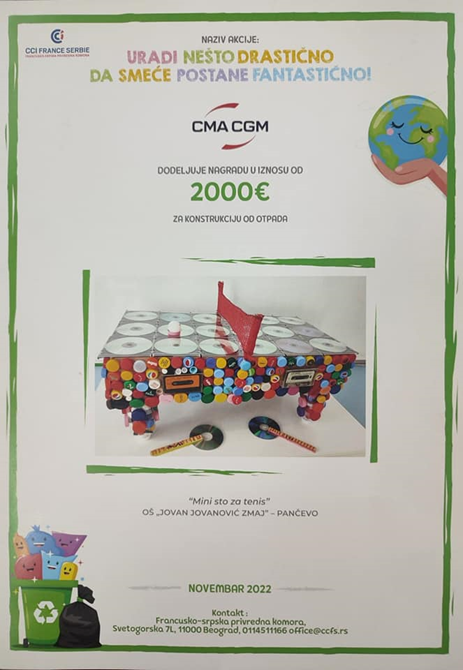 CCI FRANCE SERBIE
FRANCUSKO-SRPSKA PRIVREDNA KOMORA
NAZIV AKCIJE:
URADI NEŠTO DRASTIČNO
DA SMEĆE POSTANE FANTASTIČNO!
CMA CGM
DODELJUJE NAGRADU U IZNOSU OD
2000€
ZA KONSTRUKCIJU OD OTPADA
"Mini sto za tenis"
OŠ „JOVAN JOVANOVIĆ ZMAJ" – PANČEVO
NOVEMBAR 2022
Kontakt :
Francusko-srpska privredna komora,
Svetogorska 7L, 11000 Beograd, 0114511166 office@ccfs.rs